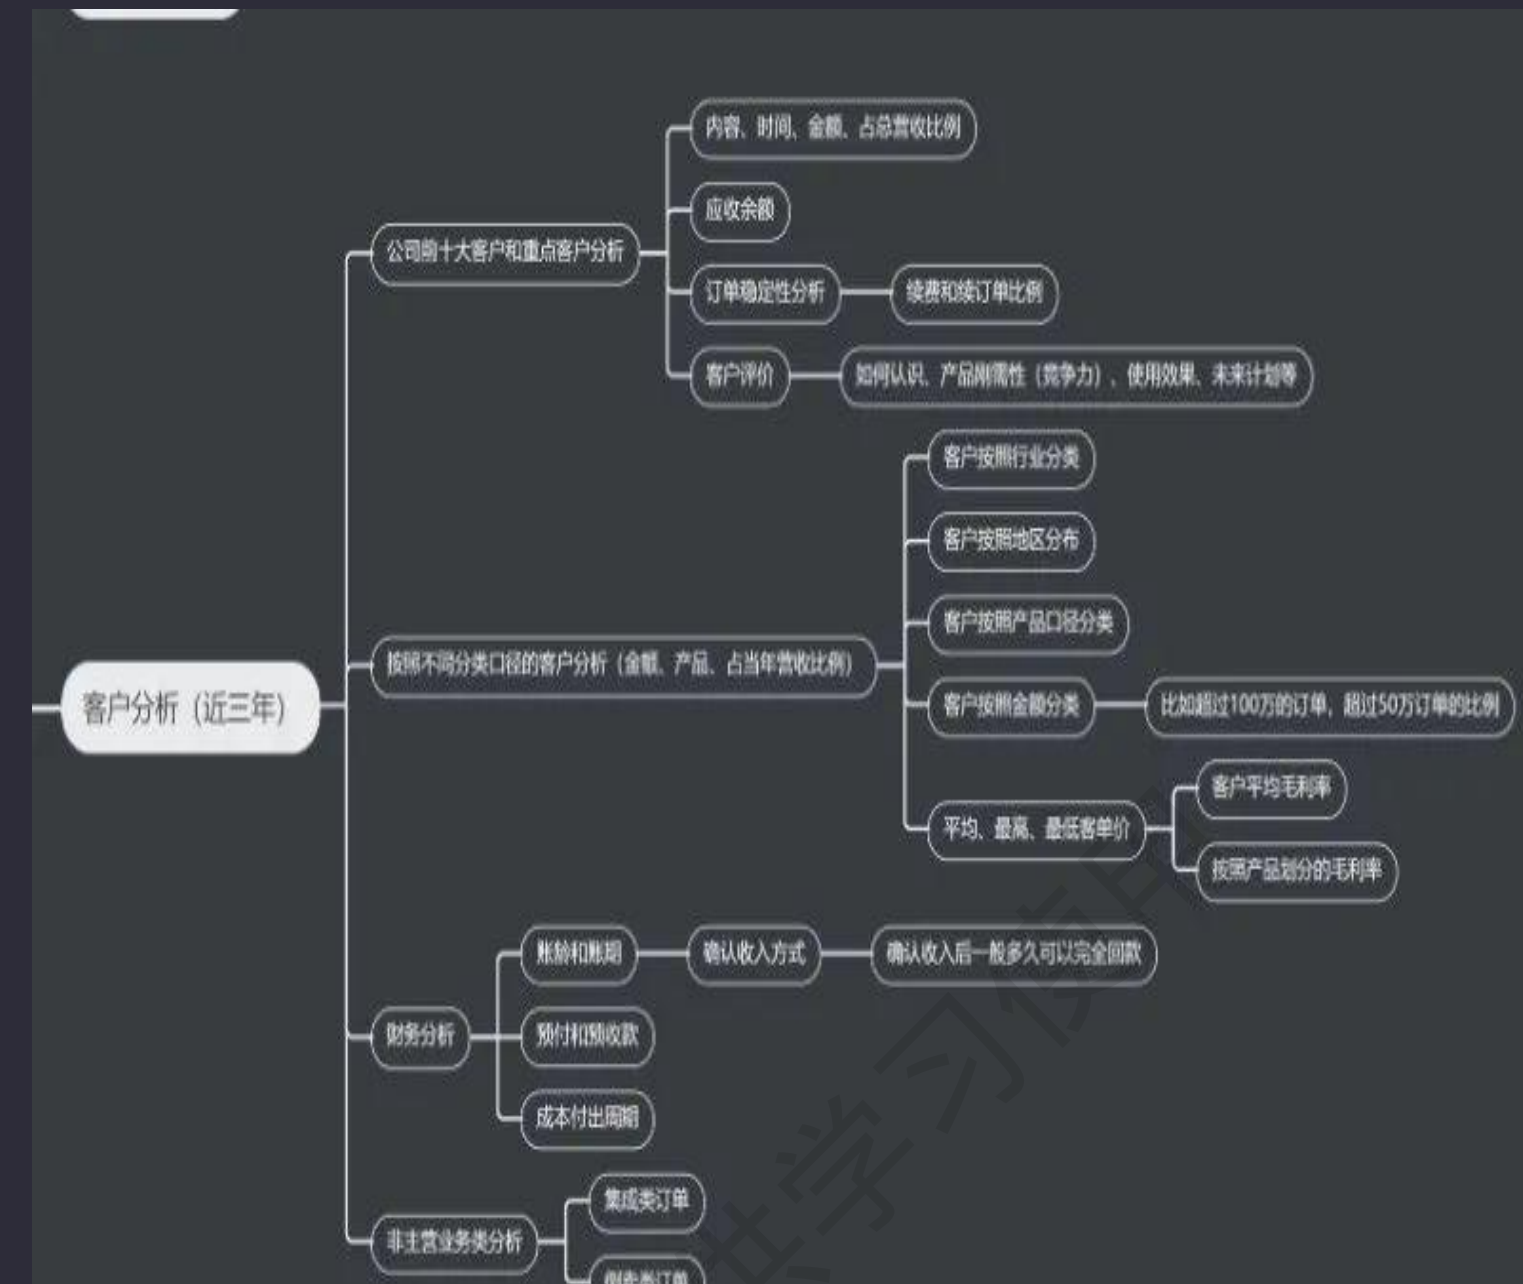 内容、时间、金额、占总营收比例
应收余额
公司前十大客户和重点客户分析
订单稳定性分析
续费和续订单比例
客户评价
如何认识、产品刚需性（竞争力）、使用效果、未来计划等
客户按照行业分类
客户按照地区分布
客户按照产品口径分类
按照不同分类口径的客户分析（金额、产品、占当年营收比例）
客户分析（近三年）
客户按照金额分类
比如超过100万的订单，超过50万订单的比例
客户平均毛利率
平均、最高、最低客单价
按照产品划分的毛利率
账龄和账期
确认收入方式
确认收入后一般多久可以完全回款
财务分析
预付和预收款
成本付出周期
集成类订单
非主营业务类分析
供学习使用